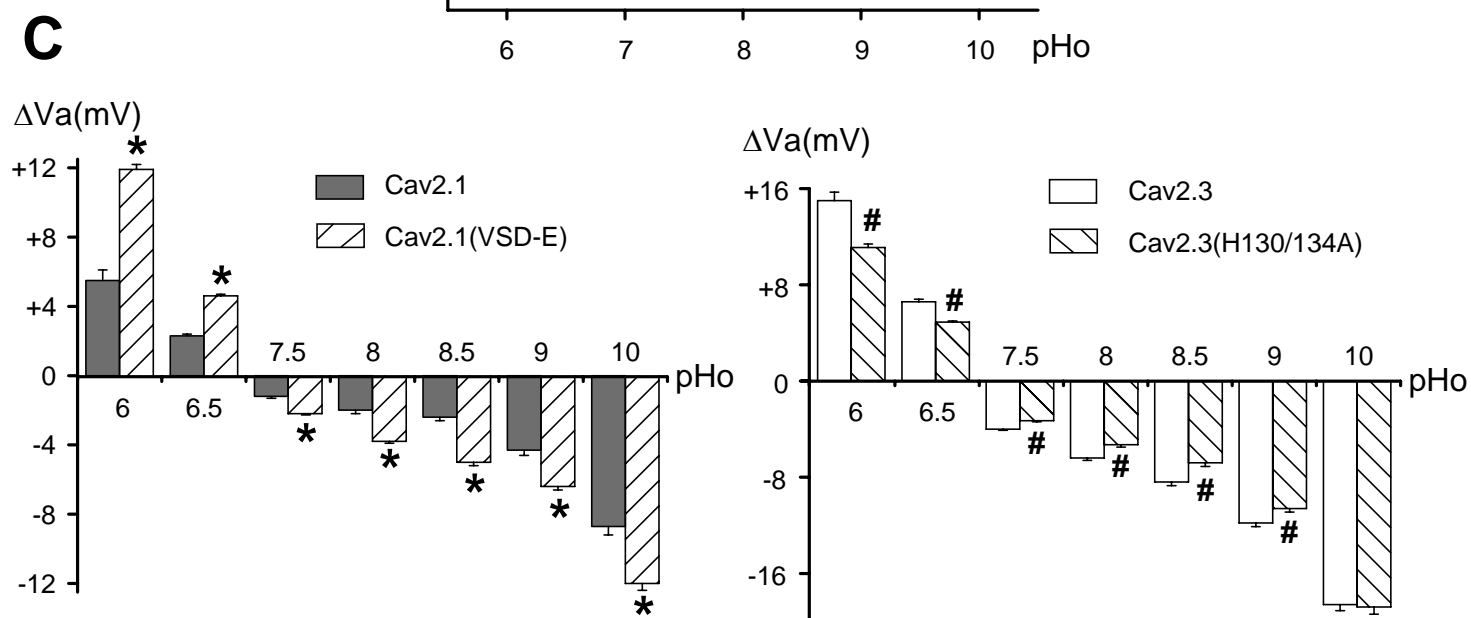 6 7 8 9 10 pHo
C
ΔVa(mV)
+12
+8
+4
0
-4
-8
-12
Cav2.1
Cav2.1(VSD-E)
* * * * * * *
7.5 8 8.5 9 10
pHo
6 6.5
ΔVa(mV)
+16
+8
0
-8
-16
Cav2.3
Cav2.3(H130/134A)
# # # # # #
7.5 8 8.5 9 10
pHo
6 6.5